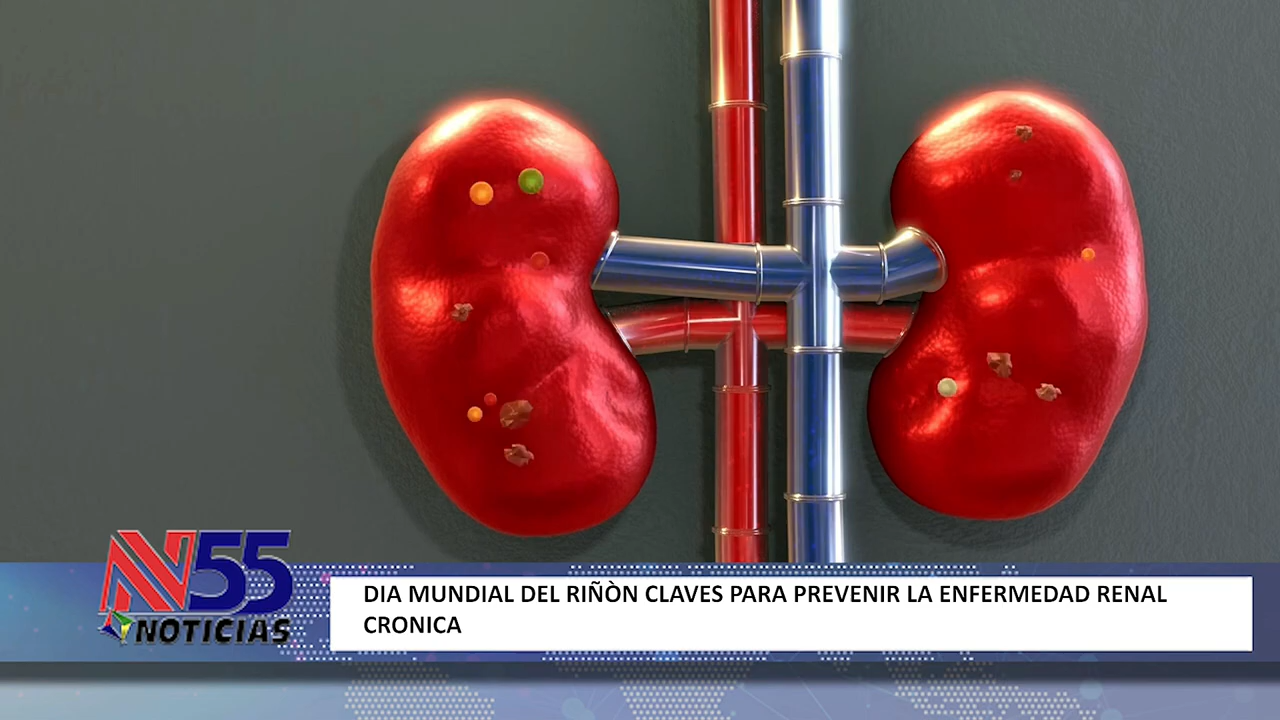 N55
NOTICIAS
DIA MUNDIAL DEL RIÑÒN CLAVES PARA PREVENIR LA ENFERMEDAD RENAL
CRONICA